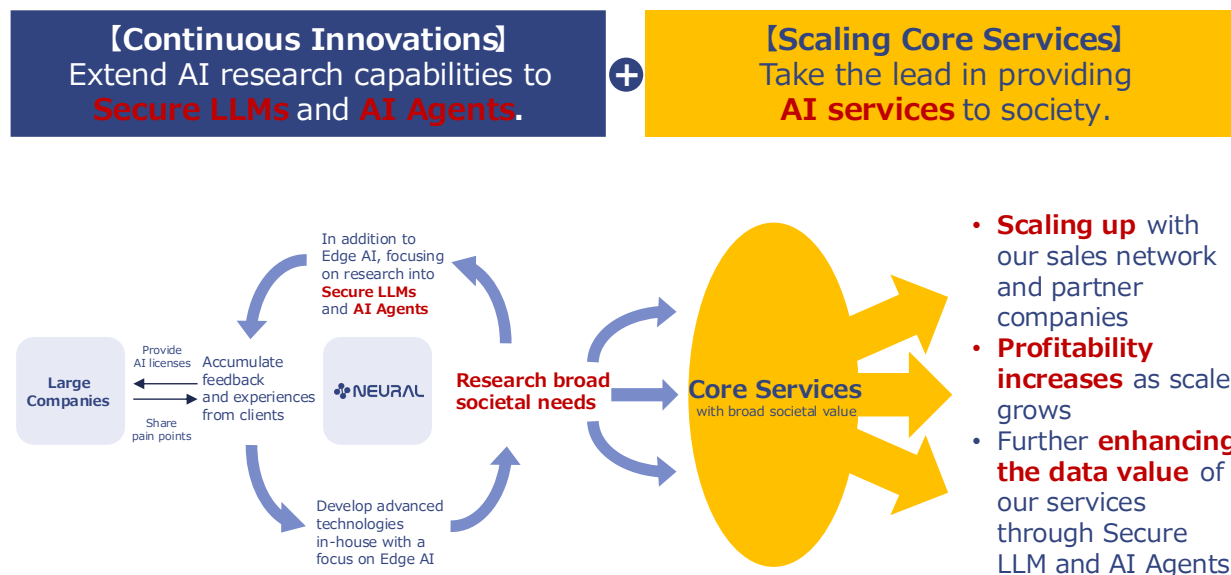 【Continuous Innovations】
Extend AI research capabilities to
Secure LLMs and AI Agents.
+
【Scaling Core Services】
Take the lead in providing
AI services to society.
In addition to
Edge AI, focusing
on research into
Secure LLMs
and AI Agents
Large
Companies
Provide
AI licenses
Share
pain points
Accumulate
feedback
and experiences
from clients
NEURAL
Research broad
societal needs
Develop advanced
technologies
in-house with a
focus on Edge AI
Core Services
with broad societal value
• Scaling up with
our sales network
and partner
companies
• Profitability
increases as scale
grows
• Further enhancing
the data value of
our services
through Secure
LLM and AI Agents